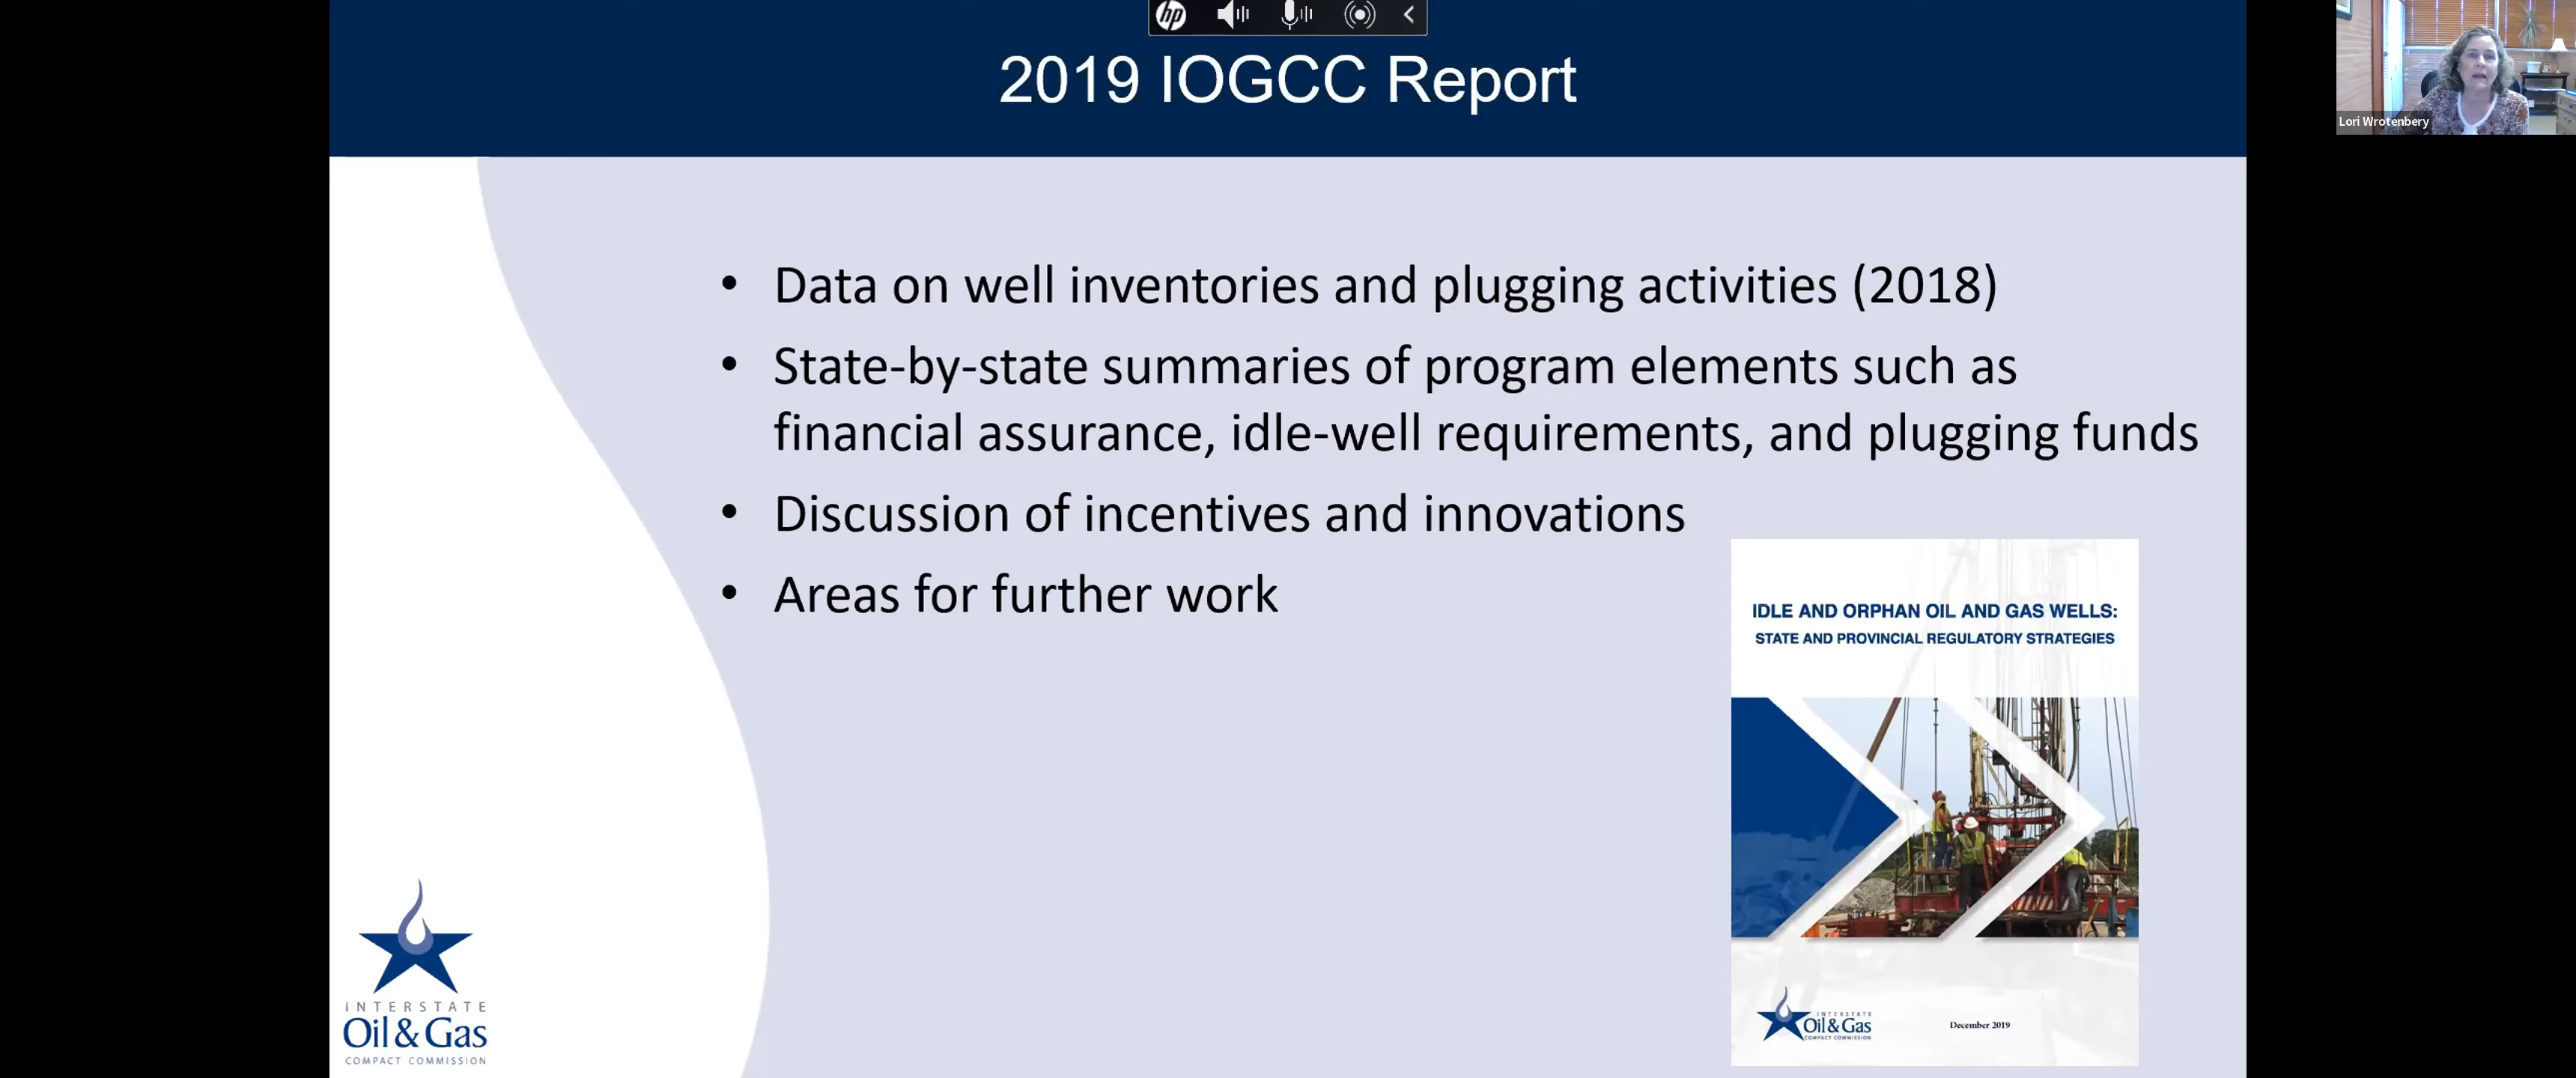 hp
2019 IOGCC Report
Lori Wrotenbery
• Data on well inventories and plugging activities (2018)
• State-by-state summaries of program elements such as
financial assurance, idle-well requirements, and plugging funds
• Discussion of incentives and innovations
• Areas for further work
IDLE AND ORPHAN OIL AND GAS WELLS:
STATE AND PROVINCIAL REGULATORY STRATEGIES
INTERSTATE
Oil & Gas
COMPACT COMMISSION
December 2019
INTERSTATE
Oil & Gas
COMPACT COMMISSION